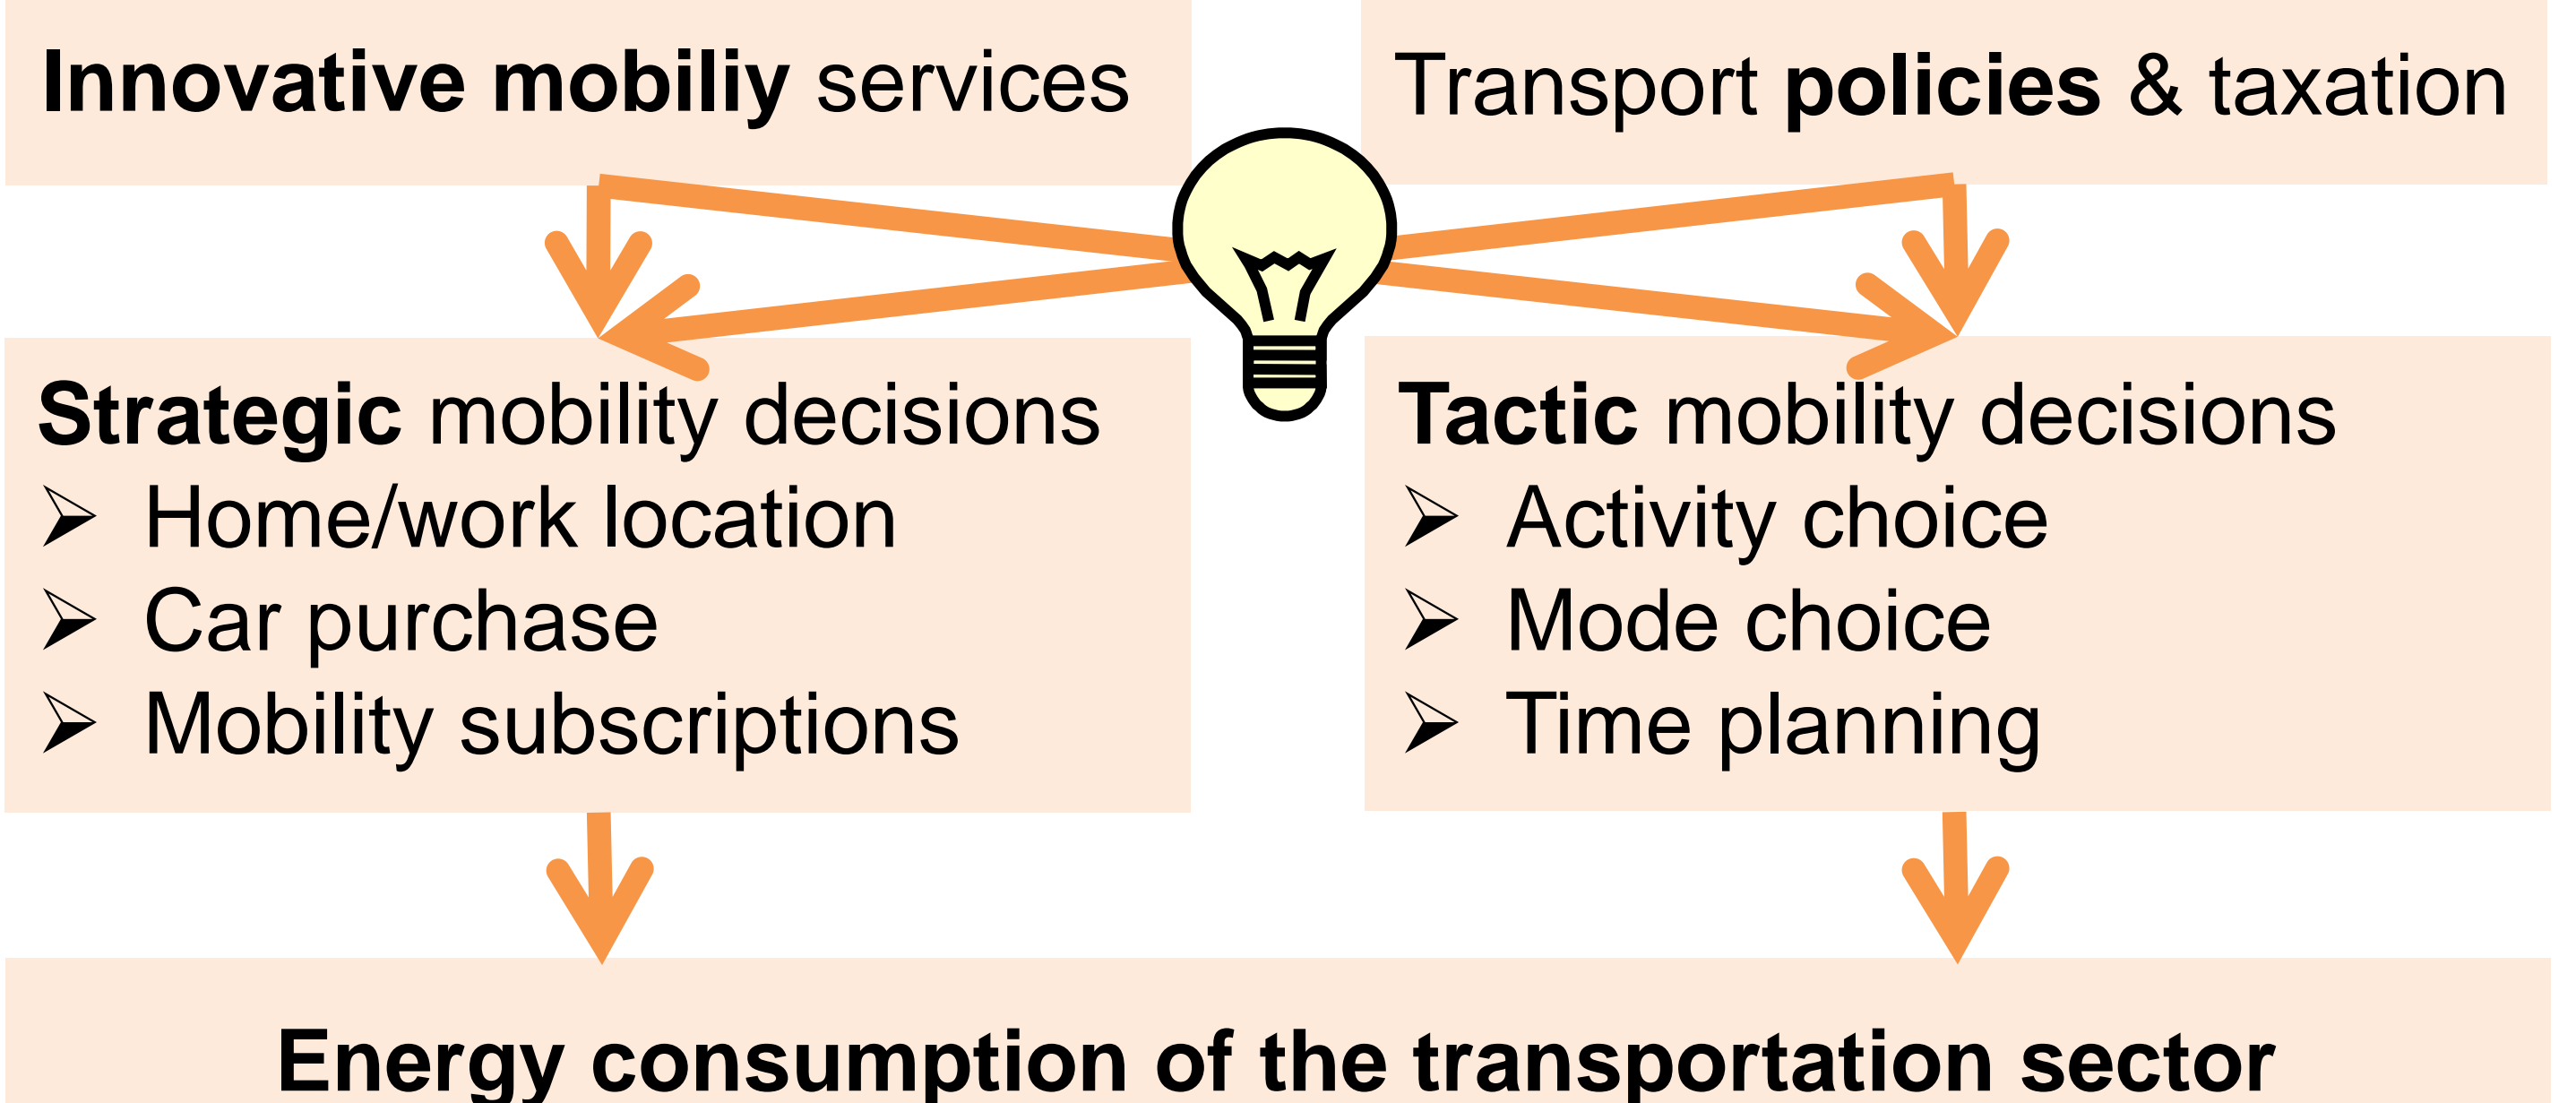 Innovative mobiliy services
Transport policies & taxation
Strategic mobility decisions
➢ Home/work location
➢ Car purchase
➢ Mobility subscriptions
Tactic mobility decisions
➢ Activity choice
➢ Mode choice
➢ Time planning
Energy consumption of the transportation sector